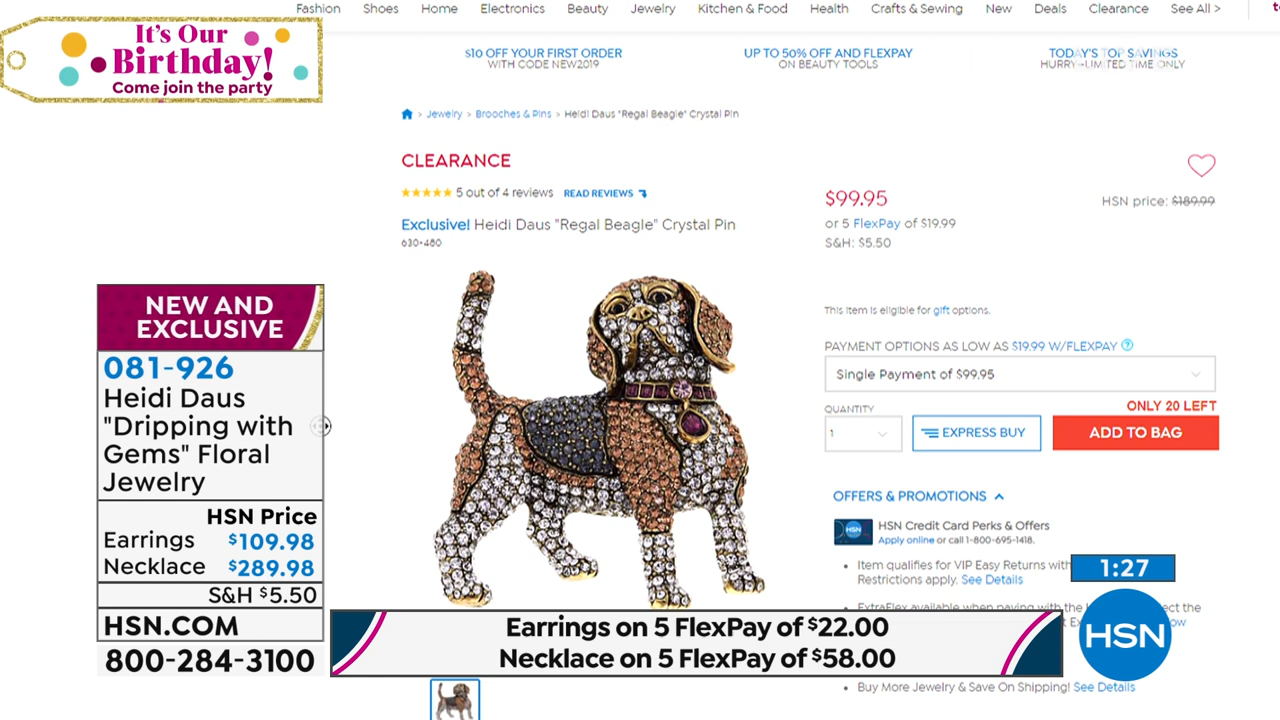 Fashion Shoes Home Electronics Beauty Jewelry Kitchen & Food Health Crafts & Sewing New Deals Clearance See All >
It's Our
Birthday!
Come join the party
$10 OFF YOUR FIRST ORDER
WITH CODE NEW2019
UP TO 50% OFF AND FLEXPAY
ON BEAUTY TOOLS
TODAY'S TOP SAVINGS
HURRY–LIMITED TIME ONLY
> Jewelry > Brooches & Pins > Heidi Daus "Regal Beagle" Crystal Pin
CLEARANCE
5 out of 4 reviews READ REVIEWS
Exclusive! Heidi Daus "Regal Beagle" Crystal Pin
630-480
$99.95
HSN price: $189.99
or 5 FlexPay of $19.99
S&H: $5.50
This item is eligible for gift options.
PAYMENT OPTIONS AS LOW AS $19.99 W/FLEXPAY ?
Single Payment of $99.95
ONLY 20 LEFT
QUANTITY
1
EXPRESS BUY
ADD TO BAG
OFFERS & PROMOTIONS
HSN
HSN Credit Card Perks & Offers
Apply online or call 1-800-695-1418.
• Item qualifies for VIP Easy Returns with
Restrictions apply. See Details
• ExtraFlex available when paying with the
• Buy More Jewelry & Save On Shipping! See Details
NEW AND
EXCLUSIVE
081-926
Heidi Daus
"Dripping with
Gems" Floral
Jewelry
HSN Price
Earrings $109.98
Necklace $289.98
S&H $5.50
HSN.COM
800-284-3100
Earrings on 5 FlexPay of $22.00
Necklace on 5 FlexPay of $58.00
1:27
HSN